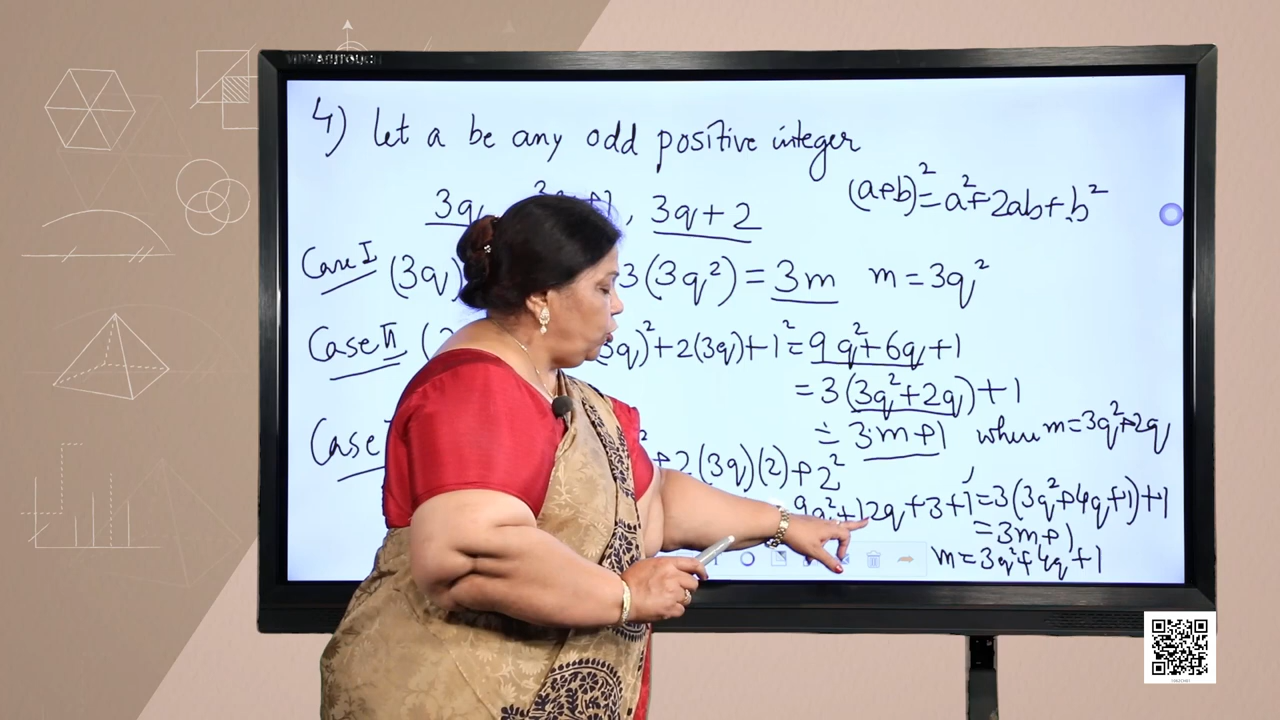 4) let a be any odd positive integer
(a+b)²=a²+2ab+b²
3q, 3q+1, 3q+2
Case I (3q) 3(3q²) = 3m m = 3q²
Case II ( 3q)²+2(3q)+1²=9q²+6q+1
=3(3q²+2q)+1
= 3m+1 where m=3q²+2q
Case +2(3q)(2)+2²
9q²+12q+3+1=3(3q²+4q+1)+1
=3m+1
m=3q²+4q+1